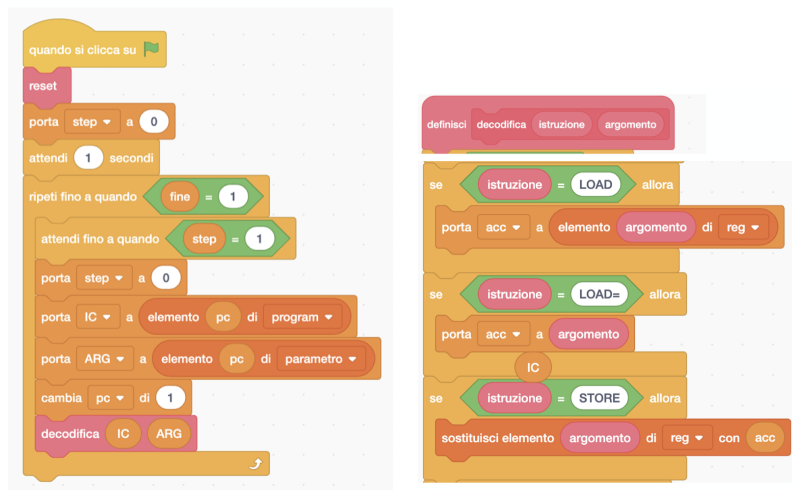 quando si clicca su
reset
porta step a 0
attendi 1 secondi
ripeti fino a quando fine = 1
attendi fino a quando step = 1
porta step a 0
porta IC a elemento pc di program
porta ARG a elemento pc di parametro
cambia pc di 1
decodifica IC ARG
definisci decodifica istruzione argomento
se istruzione = LOAD allora
porta acc a elemento argomento di reg
se istruzione = LOAD= allora
porta acc a argomento
IC
se istruzione = STORE allora
sostituisci elemento argomento di reg con acc